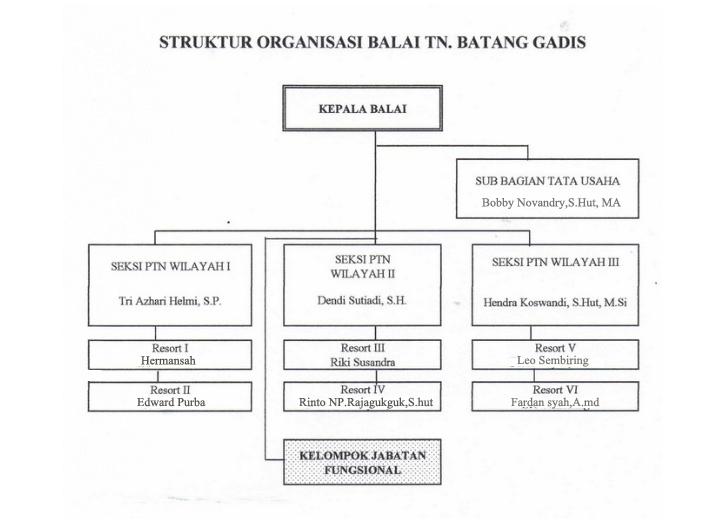 STRUKTUR ORGANISASI BALAI TN. BATANG GADIS
KEPALA BALAI
SUB BAGIAN TATA USAHA
Bobby Novandry,S.Hut, MA
SEKSI PTN WILAYAH I
Tri Azhari Helmi, S.P.
SEKSI PTN
WILAYAH II
Dendi Sutiadi, S.H.
SEKSI PTN WILAYAH III
Hendra Koswandi, S.Hut, M.Si
Resort I
Hermansah
Resort III
Riki Susandra
Resort V
Leo Sembiring
Resort II
Edward Purba
Resort IV
Rinto NP.Rajagukguk,S.hut
Resort VI
Fardan syah,A.md
KELOMPOK JABATAN
FUNGSIONAL